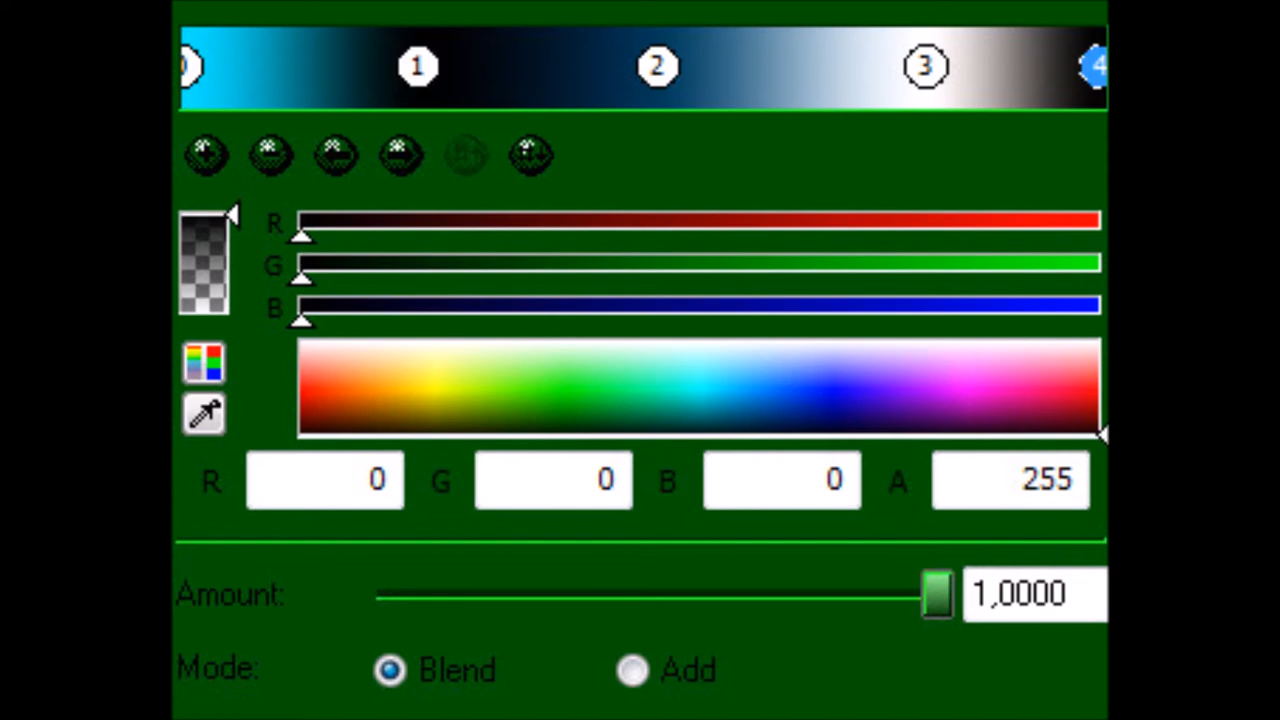 1 2 3 4
R
G
B
R 0 G 0 B 0 A 255
Amount: 1,0000
Mode: Blend Add